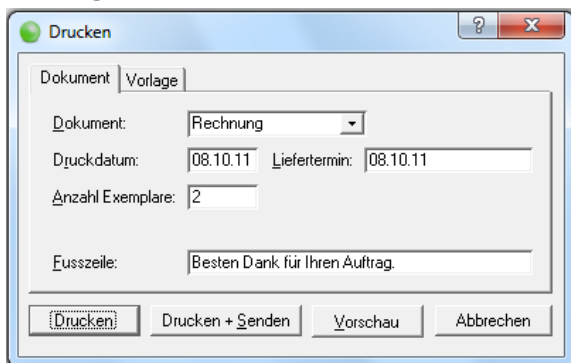 Drucken
Dokument Vorlage
Dokument: Rechnung
Druckdatum: 08.10.11 Liefertermin: 08.10.11
Anzahl Exemplare: 2
Fusszeile: Besten Dank für Ihren Auftrag.
Drucken Drucken + Senden Vorschau Abbrechen